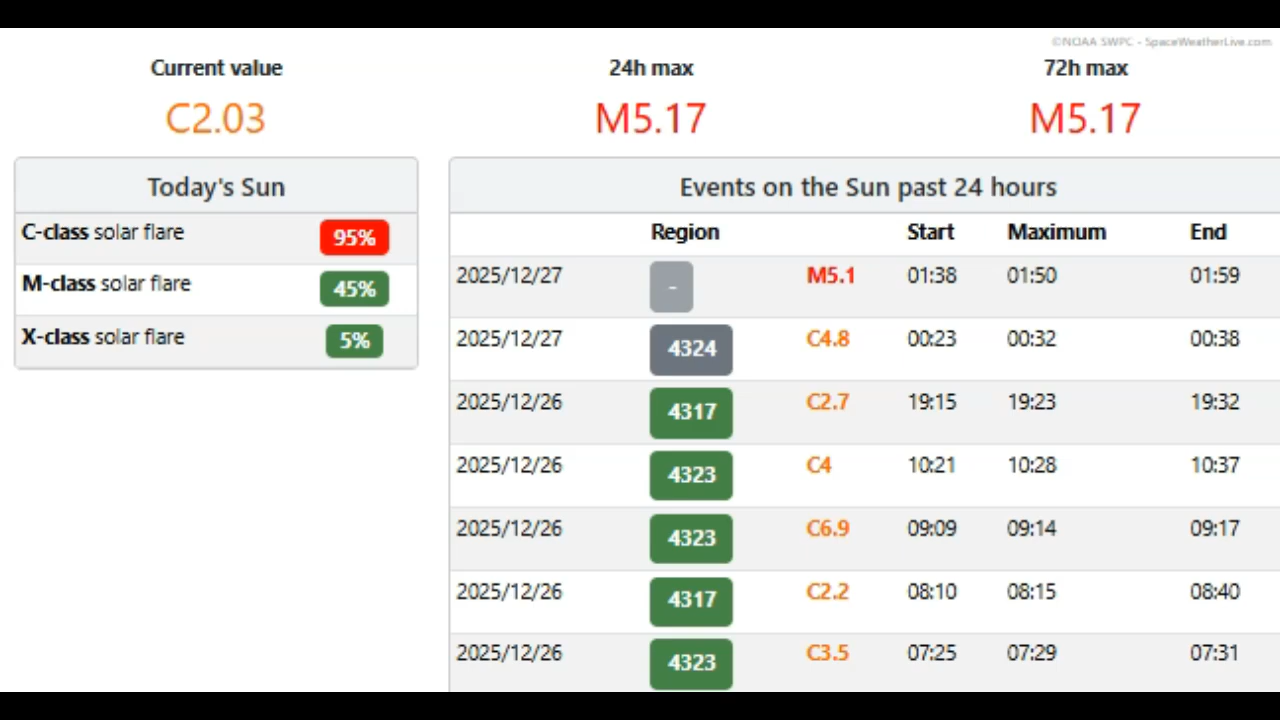 ©NOAA SWPC - SpaceWeatherLive.com
Current value 24h max 72h max
C2.03 M5.17 M5.17
Today's Sun
C-class solar flare 95%
M-class solar flare 45%
X-class solar flare 5%
Events on the Sun past 24 hours
Region Start Maximum End
2025/12/27 - M5.1 01:38 01:50 01:59
2025/12/27 4324 C4.8 00:23 00:32 00:38
2025/12/26 4317 C2.7 19:15 19:23 19:32
2025/12/26 4323 C4 10:21 10:28 10:37
2025/12/26 4323 C6.9 09:09 09:14 09:17
2025/12/26 4317 C2.2 08:10 08:15 08:40
2025/12/26 4323 C3.5 07:25 07:29 07:31